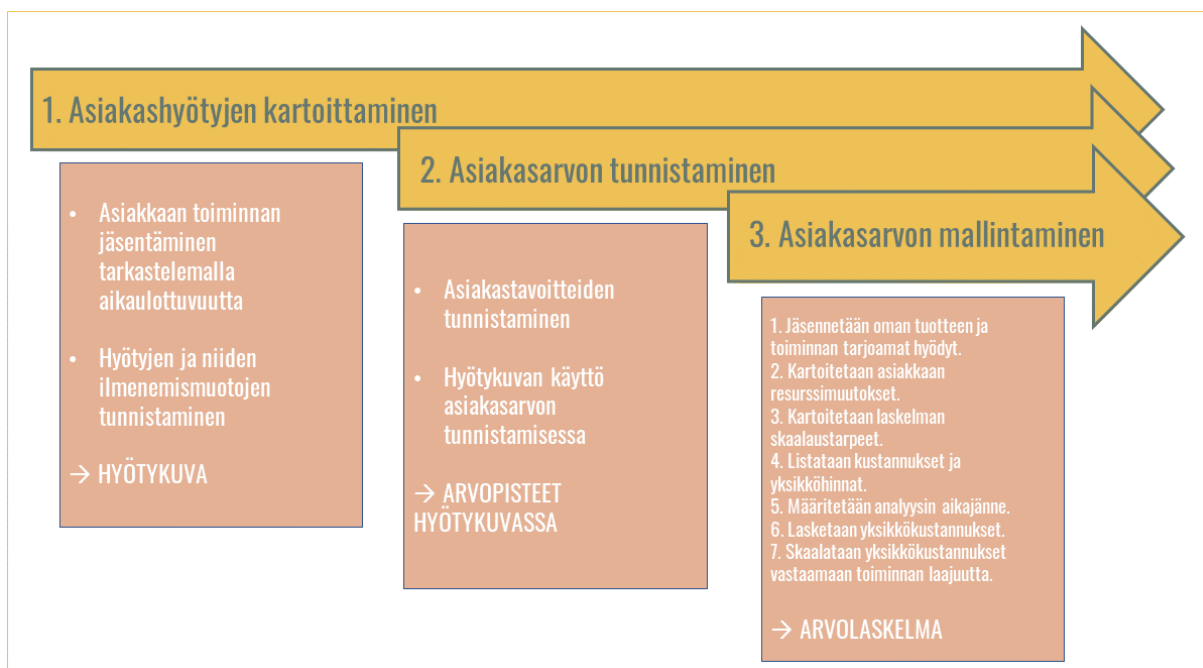 1. Asiakashyötyjen kartoittaminen
• Asiakkaan toiminnan
jäsentäminen
tarkastelemalla
aikaulottuvuutta
• Hyötyjen ja niiden
ilmenemismuotojen
tunnistaminen
→ HYÖTYKUVA
2. Asiakasarvon tunnistaminen
• Asiakastavoitteiden
tunnistaminen
• Hyötykuvan käyttö
asiakasarvon
tunnistamisessa
→ ARVOPISTEET
HYÖTYKUVASSA
3. Asiakasarvon mallintaminen
1. Jäsennetään oman tuotteen ja
toiminnan tarjoamat hyödyt.
2. Kartoitetaan asiakkaan
resurssimuutokset.
3. Kartoitetaan laskelman
skaalaustarpeet.
4. Listataan kustannukset ja
yksikköhinnat.
5. Määritetään analyysin aikajänne.
6. Lasketaan yksikkökustannukset.
7. Skaalataan yksikkökustannukset
vastaamaan toiminnan laajuutta.
→ ARVOLASKELMA